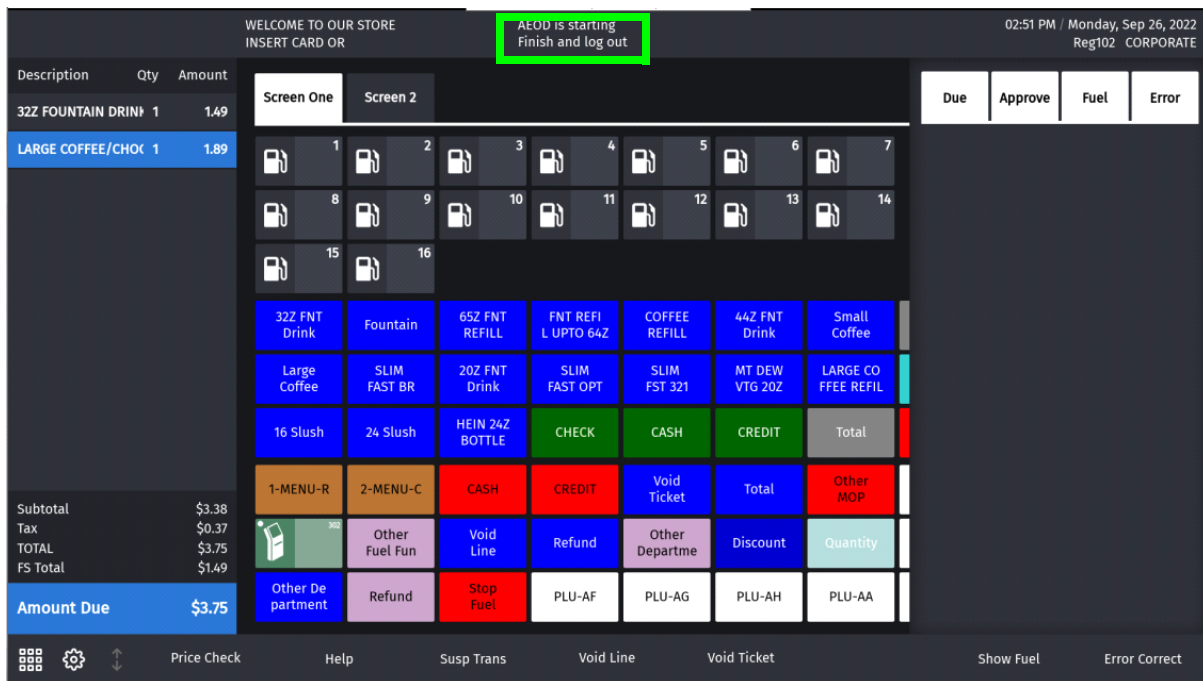 WELCOME TO OUR STORE
INSERT CARD OR
AEOD is starting
Finish and log out
02:51 PM / Monday, Sep 26, 2022
Reg102 CORPORATE
Description Qty Amount
32Z FOUNTAIN DRINK 1 1.49
LARGE COFFEE/CHOC 1 1.89
Subtotal $3.38
Tax $0.37
TOTAL $3.75
FS Total $1.49
Amount Due $3.75
Screen One Screen 2
1 2 3 4 5 6 7
8 9 10 11 12 13 14
15 16
32Z FNT Drink
Fountain
65Z FNT REFILL
FNT REFI L UPTO 64Z
COFFEE REFILL
44Z FNT Drink
Small Coffee
Large Coffee
SLIM FAST BR
20Z FNT Drink
SLIM FAST OPT
SLIM FST 321
MT DEW VTG 20Z
LARGE CO FFEE REFIL
16 Slush
24 Slush
HEIN 24Z BOTTLE
CHECK
CASH
CREDIT
Total
1-MENU-R
2-MENU-C
CASH
CREDIT
Void Ticket
Total
Other MOP
302
Other Fuel Fun
Void Line
Refund
Other Departme
Discount
Quantity
Other De partment
Refund
Stop Fuel
PLU-AF
PLU-AG
PLU-AH
PLU-AA
Due Approve Fuel Error
Price Check Help Susp Trans Void Line Void Ticket Show Fuel Error Correct